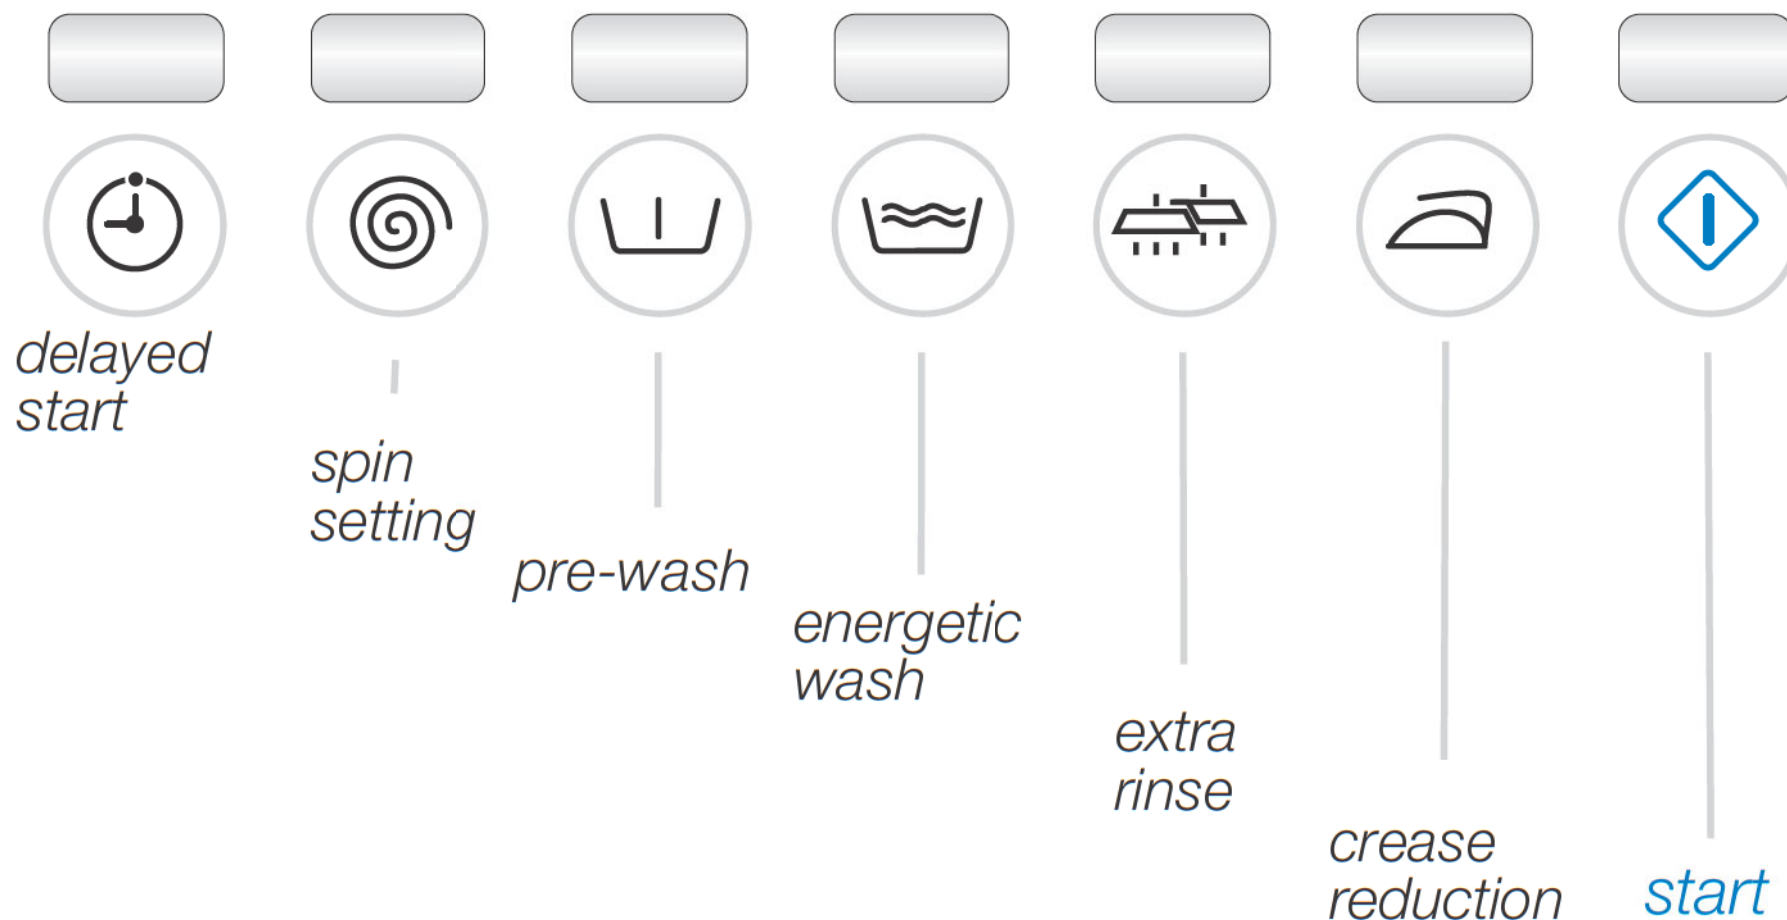 delayed
start
spin
setting
pre-wash
energetic
wash
extra
rinse
crease
reduction
start